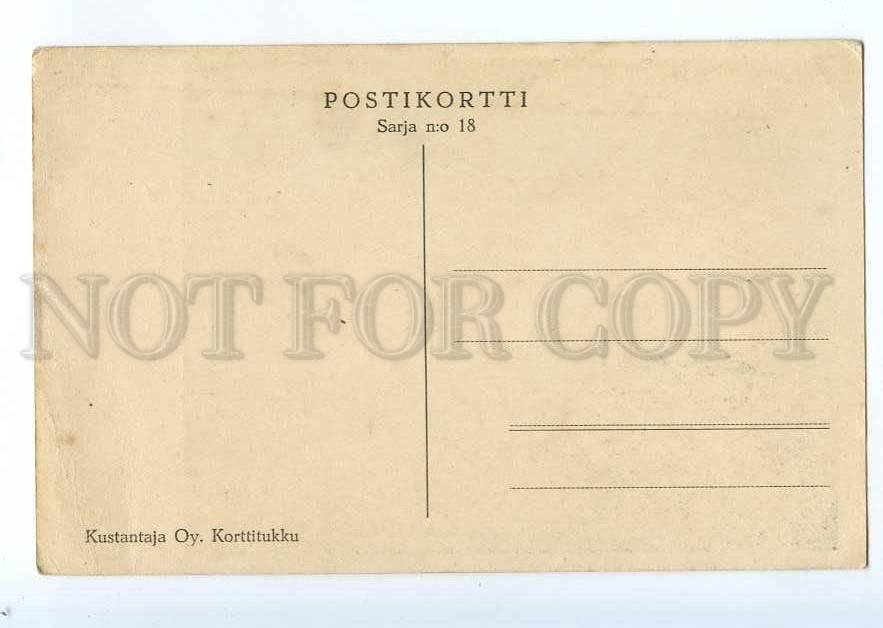 POSTIKORTTI
Sarja n:o 18
NOT FOR COPY
Kustantaja Oy. Korttitukku